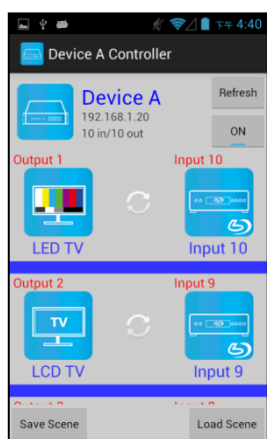 下午 4:40
Device A Controller
Device A
192.168.1.20
10 in/10 out
Refresh
ON
Output 1
Input 10
TV
LED TV
Input 10
Output 2
Input 9
TV
LCD TV
Input 9
Save Scene
Load Scene